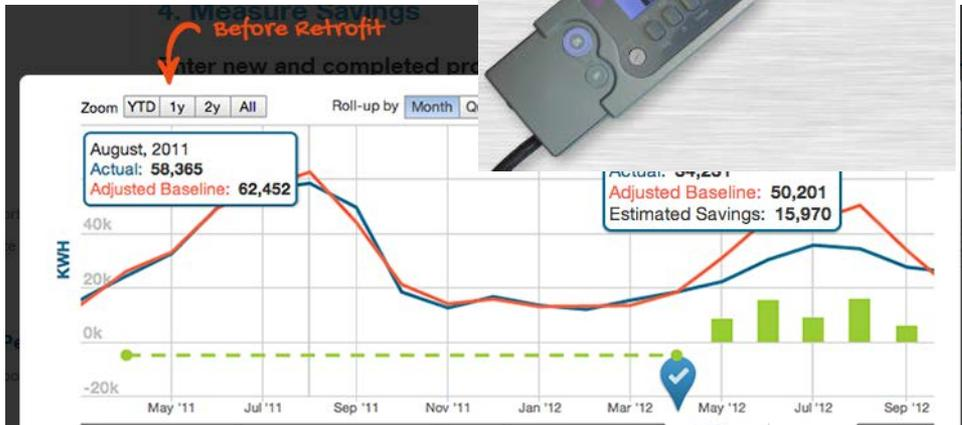 4. Measure Savings
Before Retrofit
Enter new and completed
Zoom YTD 1y 2y All
Roll-up by Month
August, 2011
Actual: 58,365
Adjusted Baseline: 62,452
Actual: 34,231
Adjusted Baseline: 50,201
Estimated Savings: 15,970
KWH
40k
20k
0k
-20k
May '11 Jul '11 Sep '11 Nov '11 Jan '12 Mar '12 May '12 Jul '12 Sep '12